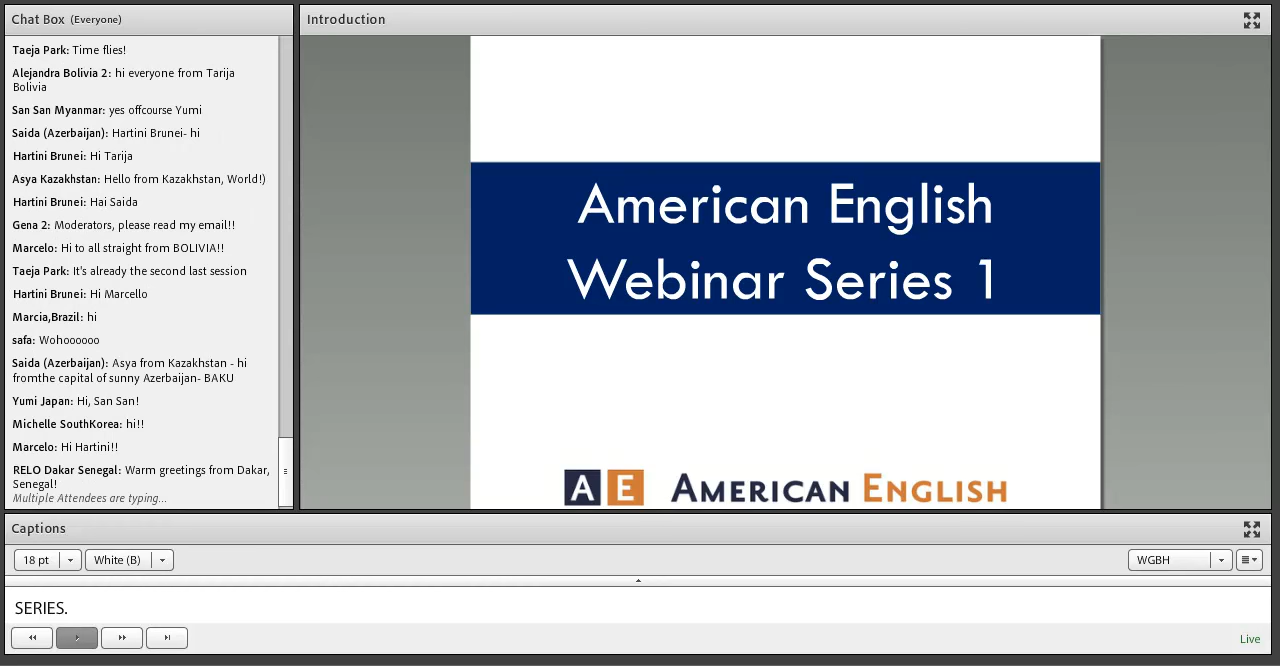 Chat Box (Everyone)
Taeja Park: Time flies!
Alejandra Bolivia 2: hi everyone from Tarija
Bolivia
San San Myanmar: yes offcourse Yumi
Saida (Azerbaijan): Hartini Brunei- hi
Hartini Brunei: Hi Tarija
Asya Kazakhstan: Hello from Kazakhstan, World!)
Hartini Brunei: Hai Saida
Gena 2: Moderators, please read my email!!
Marcelo: Hi to all straight from BOLIVIA!!
Taeja Park: It's already the second last session
Hartini Brunei: Hi Marcello
Marcia,Brazil: hi
safa: Wohoooooo
Saida (Azerbaijan): Asya from Kazakhstan - hi
fromthe capital of sunny Azerbaijan- BAKU
Yumi Japan: Hi, San San!
Michelle SouthKorea: hi!!
Marcelo: Hi Hartini!!
RELO Dakar Senegal: Warm greetings from Dakar,
Senegal!
Multiple Attendees are typing...
Introduction
American English
Webinar Series 1
AE AMERICAN ENGLISH
Captions
18 pt White (B) WGBH
SERIES.
Live